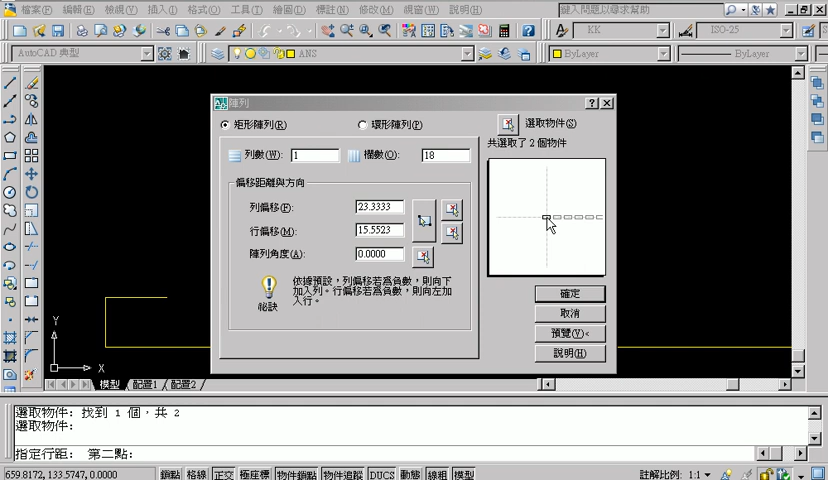 檔案(F) 編輯(E) 檢視(V) 插入(I) 格式(O) 工具(T) 繪圖(D) 標註(N) 修改(M) 視窗(W) 說明(H) 鍵入問題以尋求幫助
KK ISO-25
AutoCAD 典型 ANS ByLayer ByLayer
陣列
矩形陣列(R) 環形陣列(P) 選取物件(S)
共選取了 2 個物件
列數(W): 1 欄數(O): 18
偏移距離與方向
列偏移(F): 23.3333
行偏移(M): 15.5523
陣列角度(A): 0.0000
秘訣
依據預設，列偏移若為負數，則向下
加入列。行偏移若為負數，則向左加
入行。
確定
取消
預覽(V)<
說明(H)
Y
X
模型 配置1 配置2
選取物件: 找到 1 個，共 2
選取物件:
指定行距: 第二點:
659.8172, 133.5747, 0.0000 鎖點 格線 正交 極座標 物件鎖點 物件追蹤 DUCS 動態 線粗 模型 註解比例: 1:1